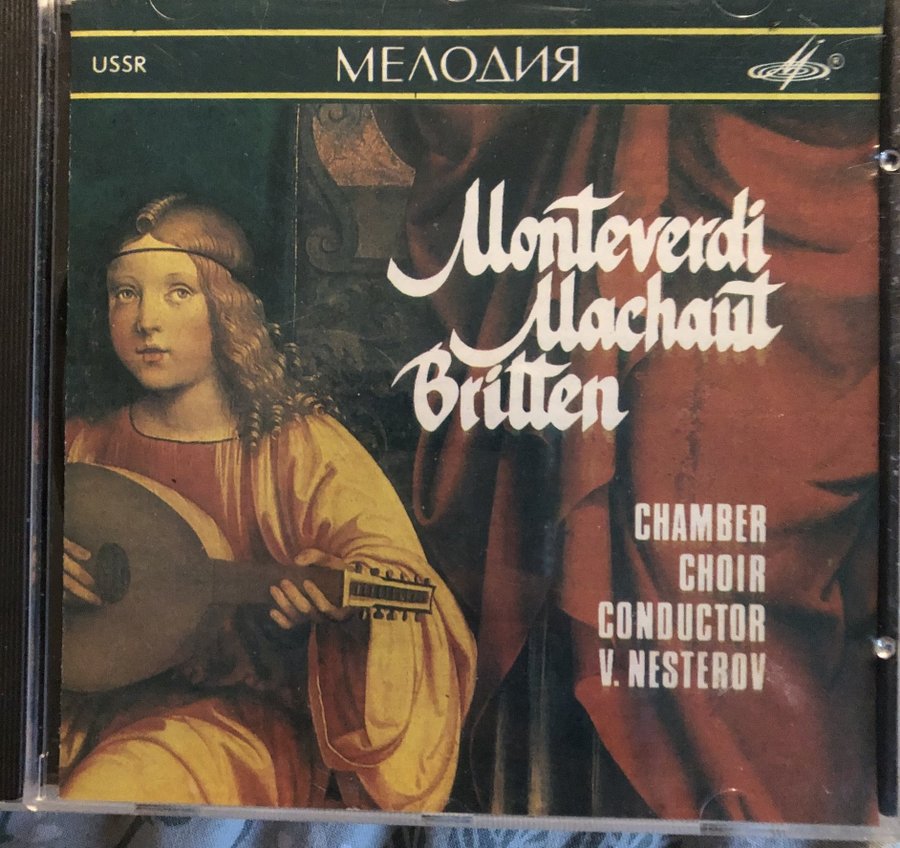 USSR МЕЛОДИЯ ®
Monteverdi
Machaut
Britten
CHAMBER
CHOIR
CONDUCTOR
V. NESTEROV